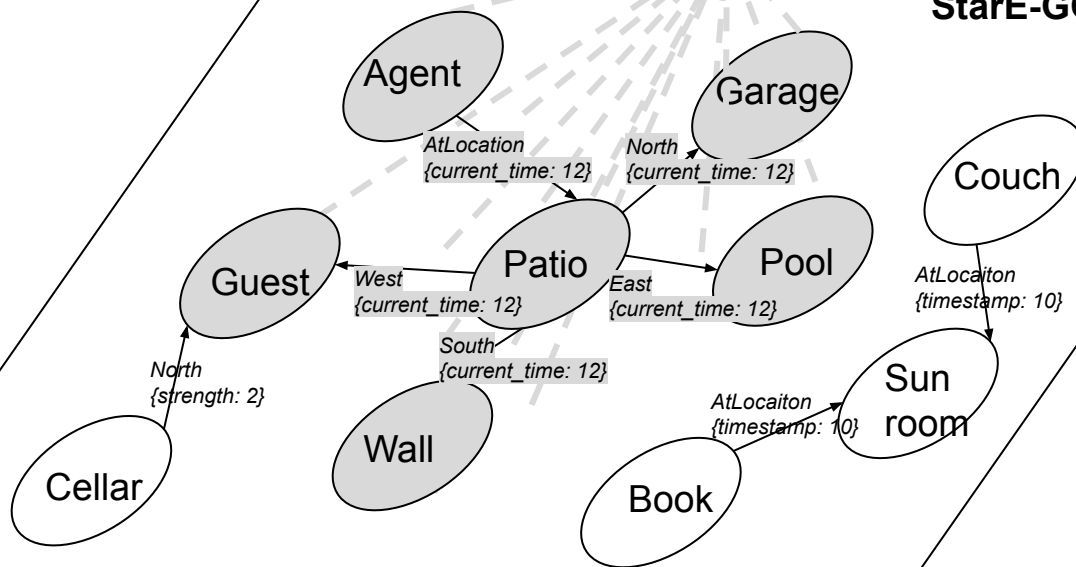 StarE-G
Agent
Garage
AtLocation
{current_time: 12}
North
{current_time: 12}
Couch
Guest
Patio
Pool
West
{current_time: 12}
East
{current_time: 12}
AtLocaiton
{timestamp: 10}
South
{current_time: 12}
North
{strength: 2}
Sun
room
AtLocaiton
{timestamp: 10}
Wall
Cellar
Book